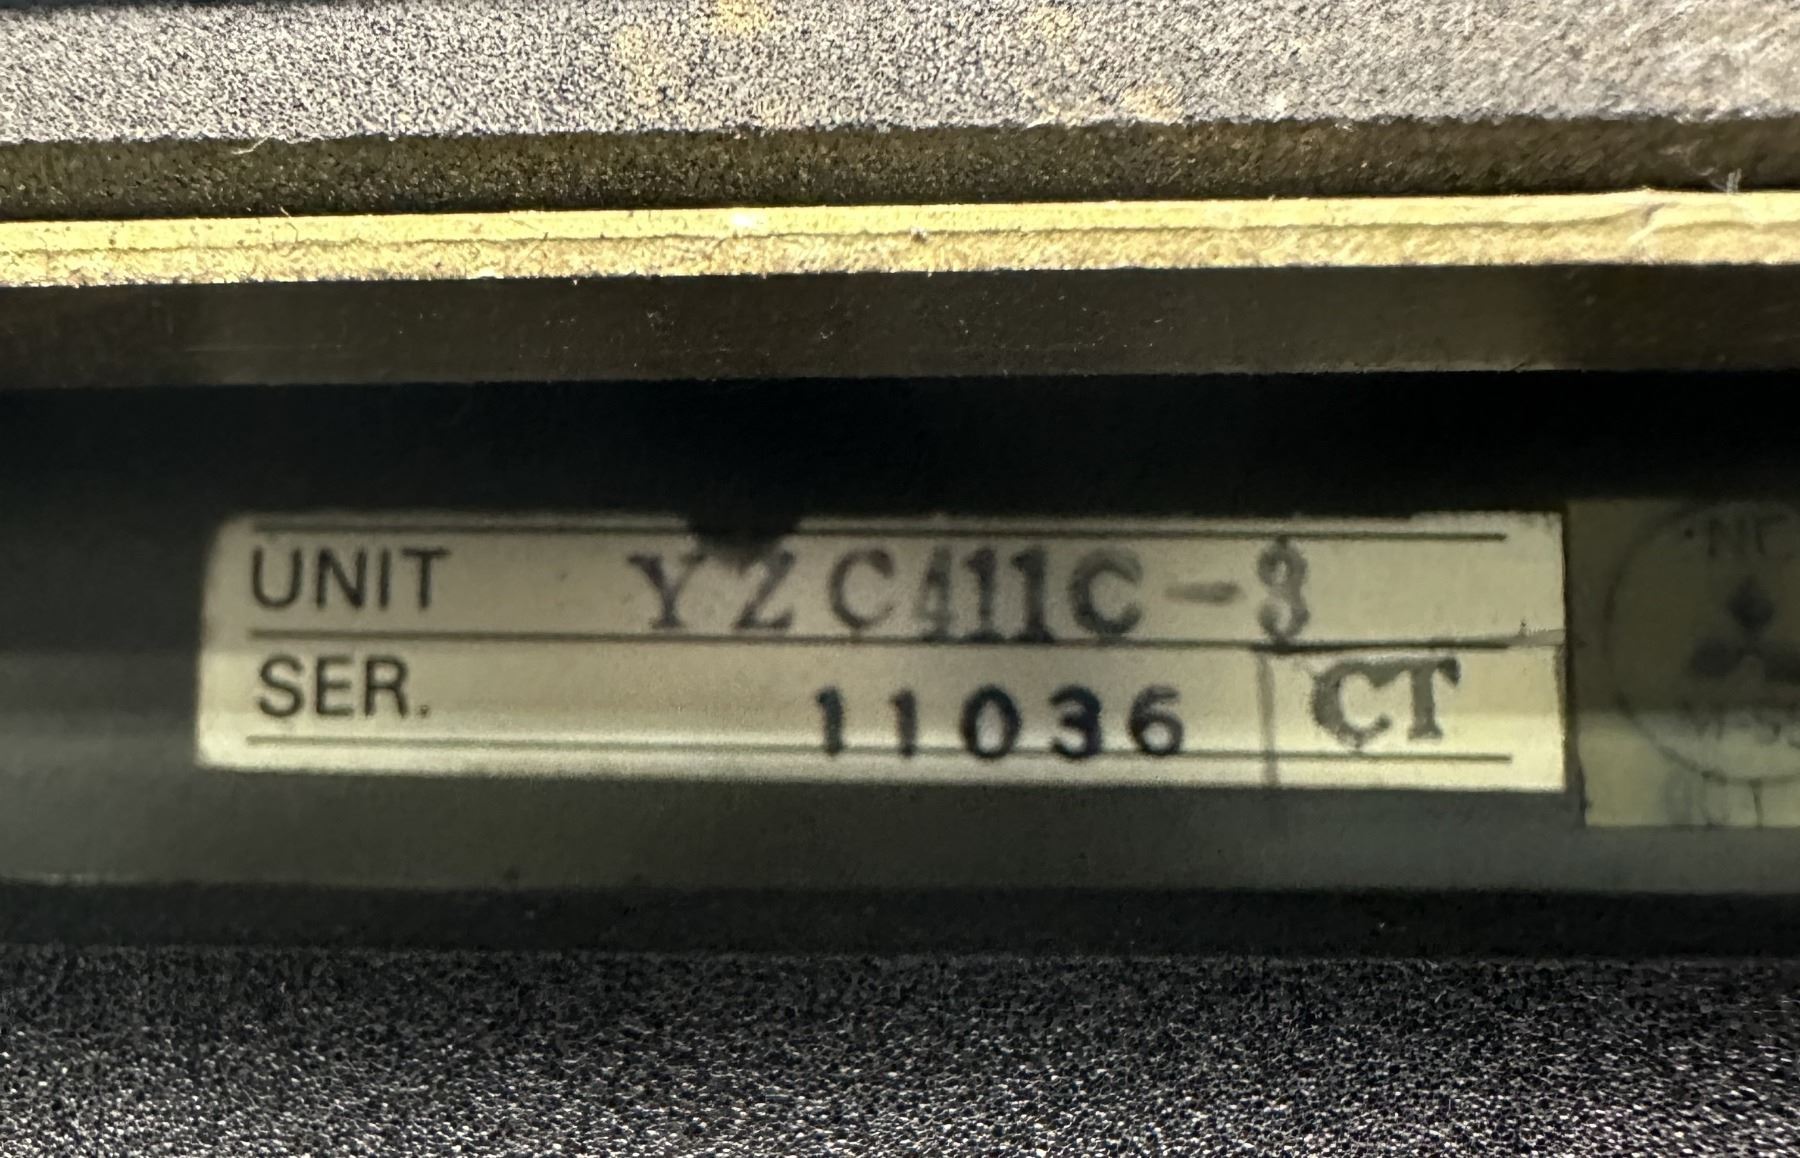 UNIT YZC411C-3
SER. 11036 CT